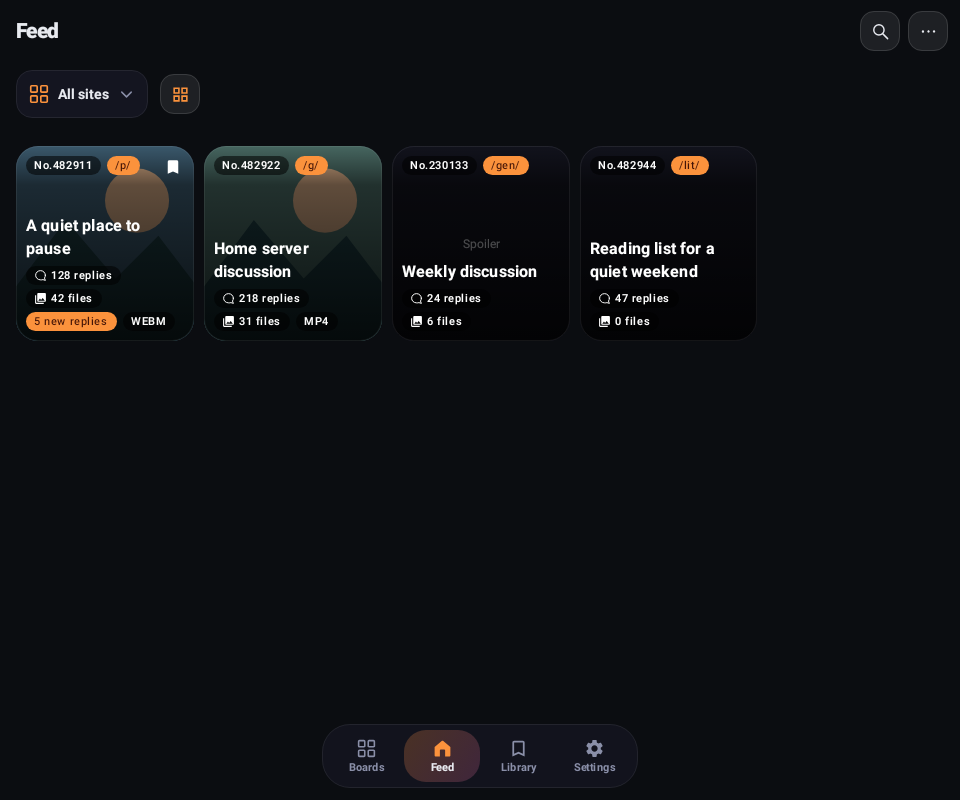 Feed
All sites
No.482911 /p/
A quiet place to
pause
128 replies
42 files
5 new replies WEBM
No.482922 /g/
Home server
discussion
218 replies
31 files MP4
No.230133 /gen/
Spoiler
Weekly discussion
24 replies
6 files
No.482944 /lit/
Reading list for a
quiet weekend
47 replies
0 files
Boards
Feed
Library
Settings